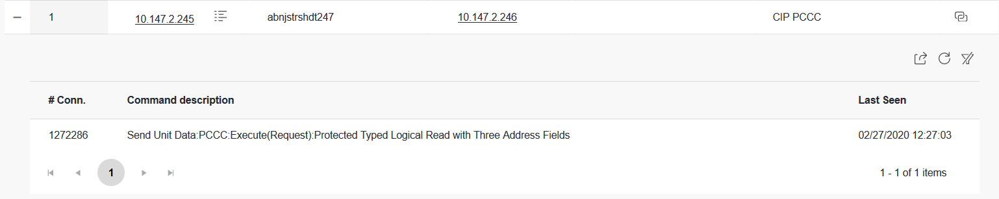 1 10.147.2.245 abnjstrshdt247 10.147.2.246 CIP PCCC
# Conn. Command description Last Seen
1272286 Send Unit Data:PCCC:Execute(Request):Protected Typed Logical Read with Three Address Fields 02/27/2020 12:27:03
1 1 - 1 of 1 items